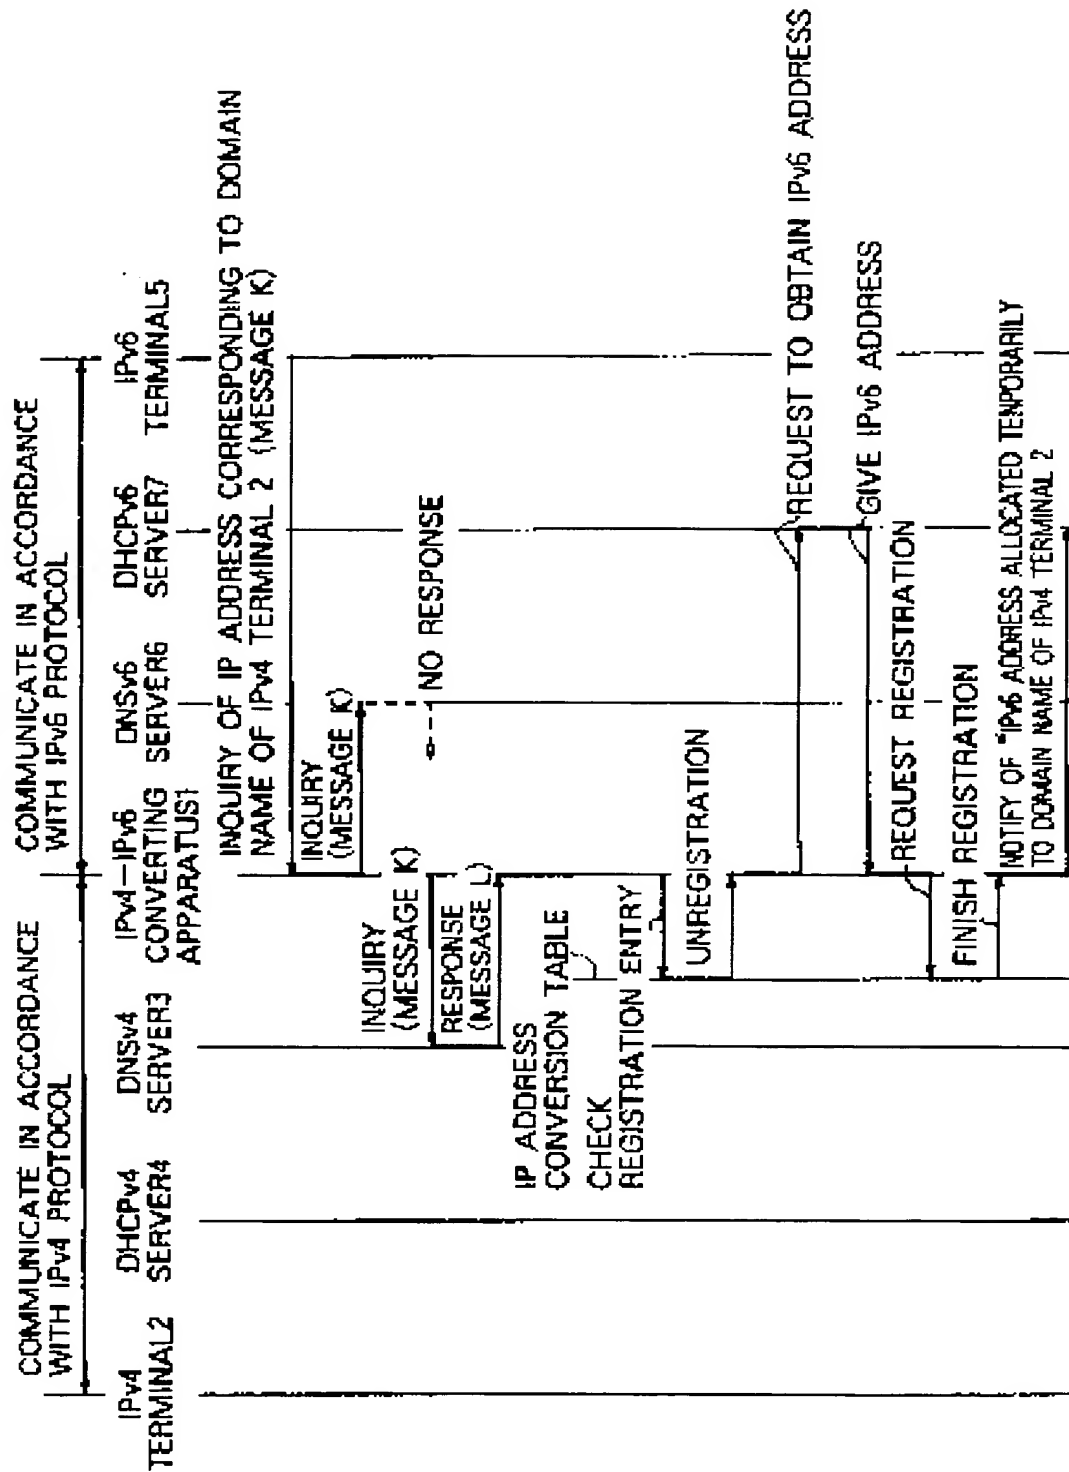 COMMUNICATE IN ACCORDANCE
WITH IPv4 PROTOCOL
COMMUNICATE IN ACCORDANCE
WITH IPv6 PROTOCOL
IPv4
TERMINAL2
DHCPv4
SERVER4
DNSv4
SERVER3
IPv4-IPv6
CONVERTING
APPARATUS1
DNSv6
SERVER6
DHCPv6
SERVER7
IPv6
TERMINAL5
INQUIRY OF IP ADDRESS CORRESPONDING TO DOMAIN
NAME OF IPv4 TERMINAL 2 (MESSAGE K)
INQUIRY
(MESSAGE K)
NO RESPONSE
INQUIRY
(MESSAGE K)
RESPONSE
(MESSAGE L)
IP ADDRESS
CONVERSION TABLE
CHECK
REGISTRATION ENTRY
UNREGISTRATION
REQUEST TO OBTAIN IPv6 ADDRESS
GIVE IPv6 ADDRESS
REQUEST REGISTRATION
FINISH REGISTRATION
NOTIFY OF "IPv6 ADDRESS ALLOCATED TENPORARILY
TO DOMAIN NAME OF IPv4 TERMINAL 2